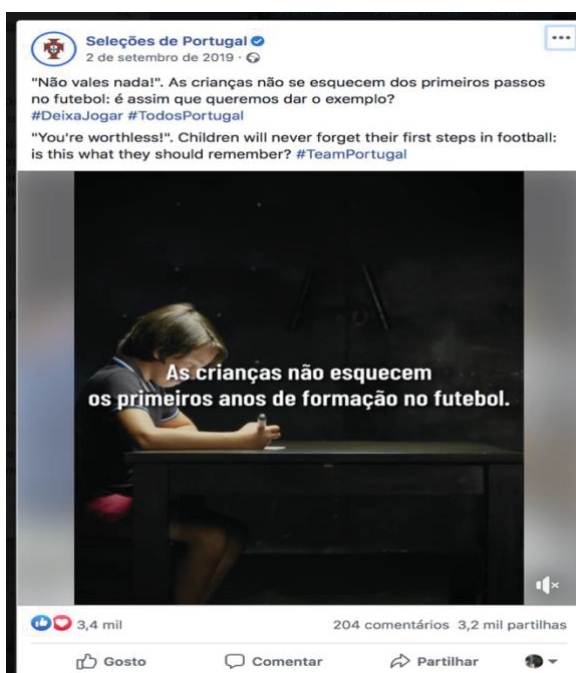 Seleções de Portugal
2 de setembro de 2019 ·
"Não vales nada!". As crianças não se esquecem dos primeiros passos
no futebol: é assim que queremos dar o exemplo?
#DeixaJogar #TodosPortugal
"You're worthless!". Children will never forget their first steps in football:
is this what they should remember? #TeamPortugal
As crianças não esquecem
os primeiros anos de formação no futebol.
3,4 mil
204 comentários 3,2 mil partilhas
Gosto Comentar Partilhar